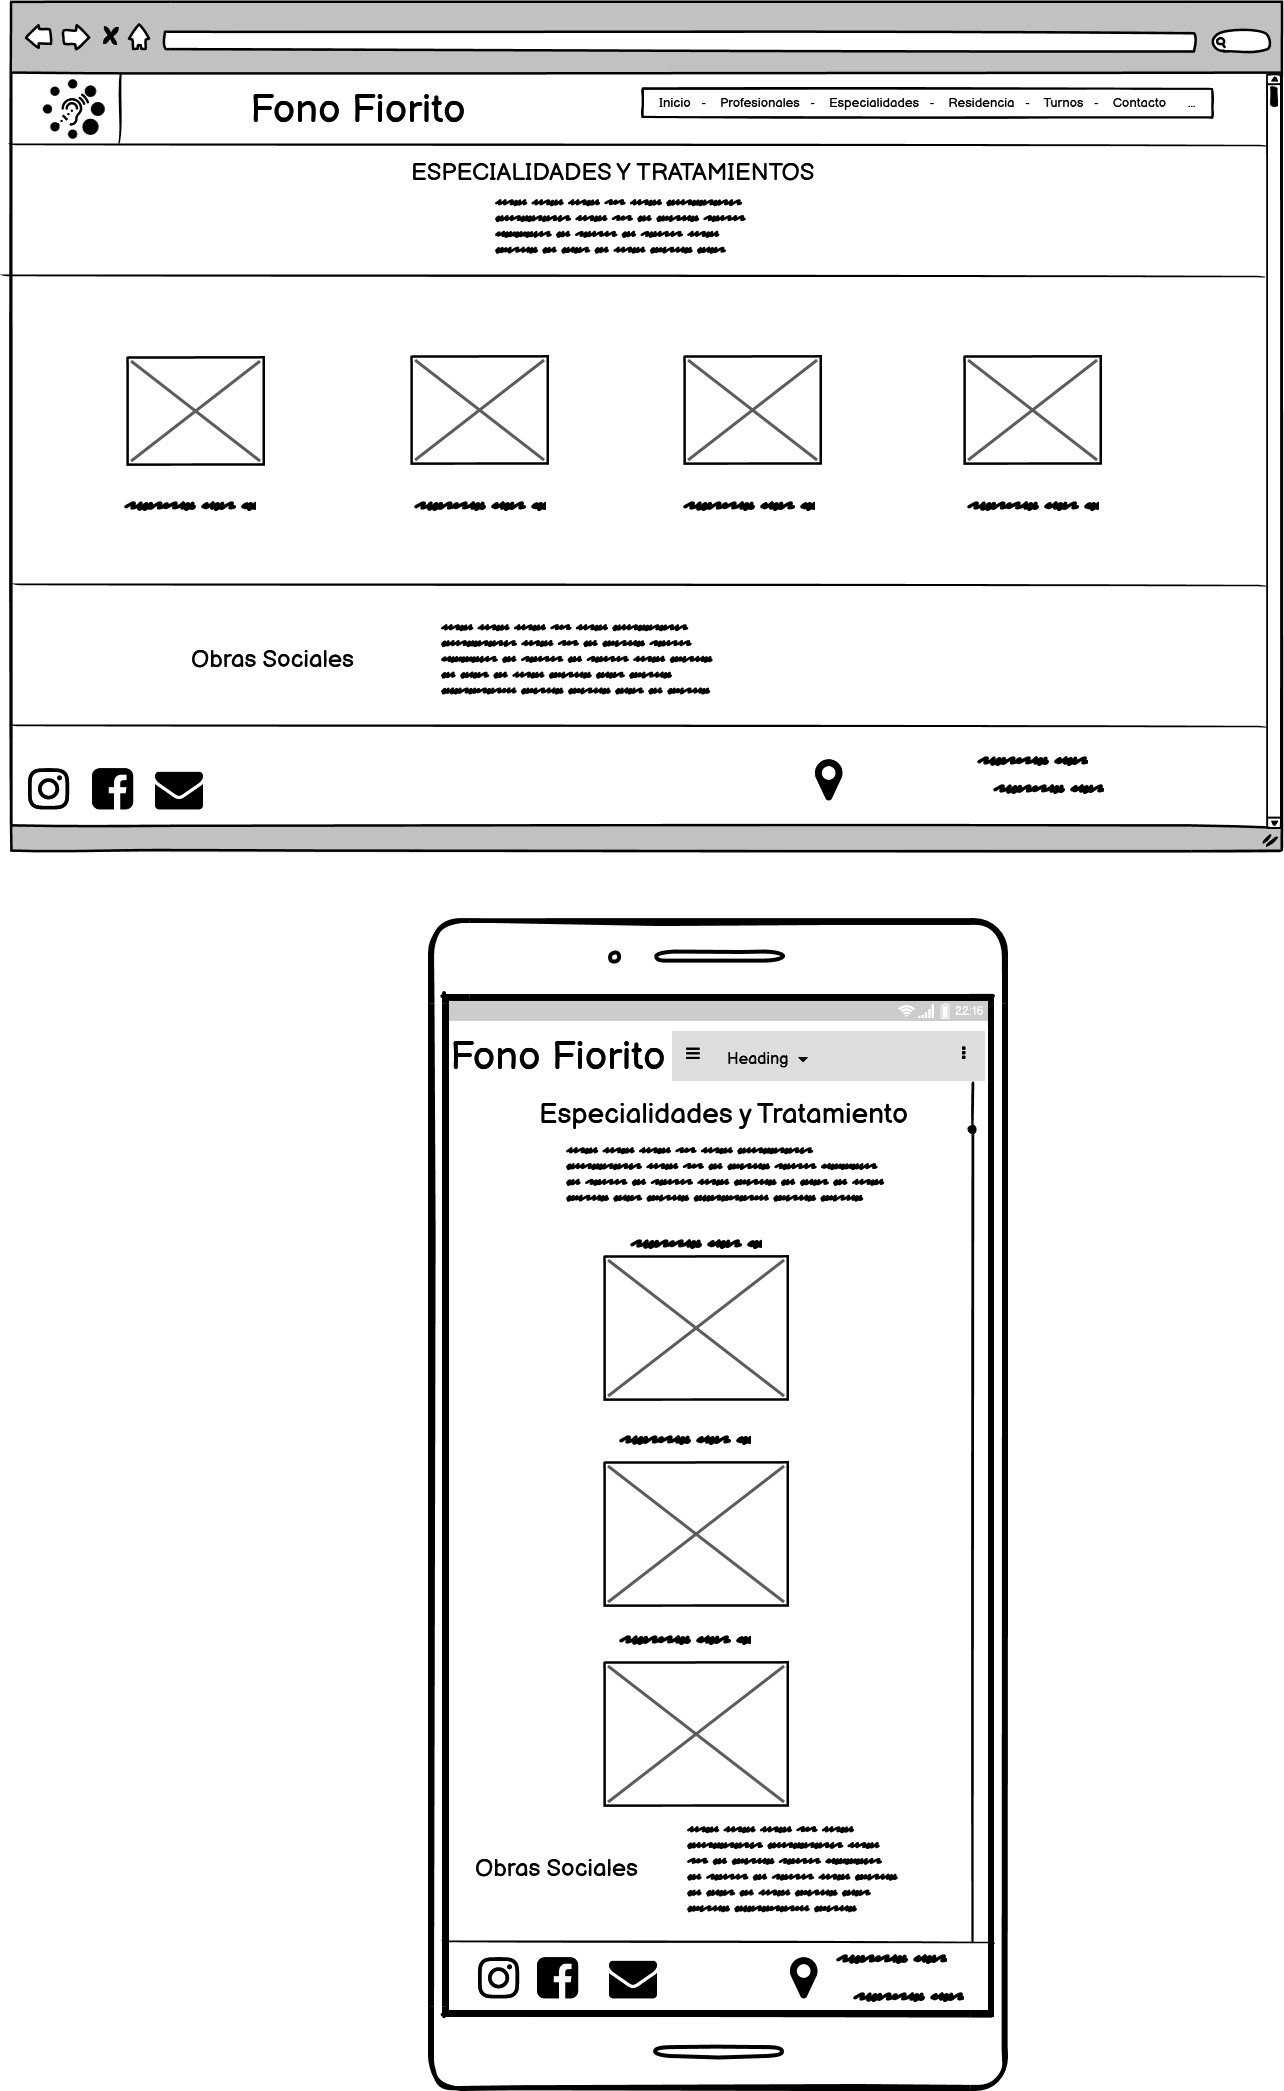 Fono Fiorito
Inicio - Profesionales - Especialidades - Residencia - Turnos - Contacto ...
ESPECIALIDADES Y TRATAMIENTOS
Obras Sociales
22:16
Fono Fiorito
Heading
Especialidades y Tratamiento
Obras Sociales